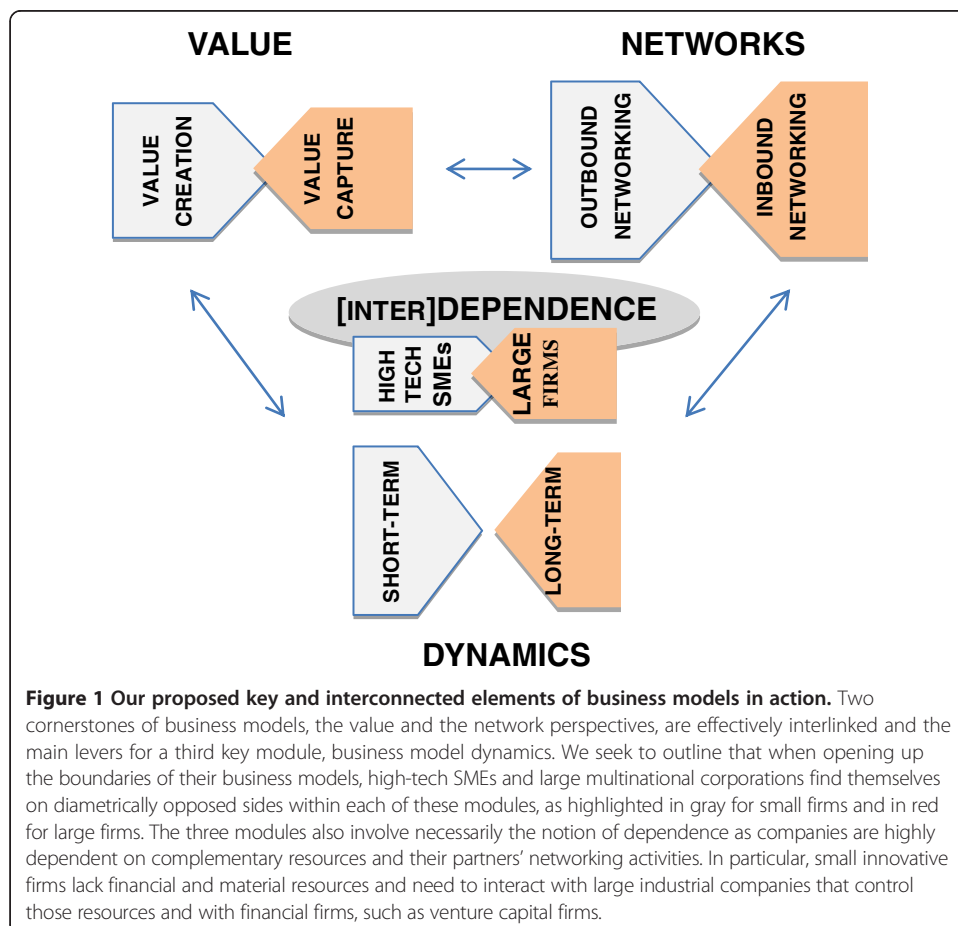 VALUE
NETWORKS
VALUE
CREATION
VALUE
CAPTURE
OUTBOUND
NETWORKING
INBOUND
NETWORKING
[INTER]DEPENDENCE
HIGH
TECH
SMEs
LARGE
FIRMS
SHORT-TERM
LONG-TERM
DYNAMICS
Figure 1 Our proposed key and interconnected elements of business models in action. Two
cornerstones of business models, the value and the network perspectives, are effectively interlinked and the
main levers for a third key module, business model dynamics. We seek to outline that when opening up
the boundaries of their business models, high-tech SMEs and large multinational corporations find themselves
on diametrically opposed sides within each of these modules, as highlighted in gray for small firms and in red
for large firms. The three modules also involve necessarily the notion of dependence as companies are highly
dependent on complementary resources and their partners' networking activities. In particular, small innovative
firms lack financial and material resources and need to interact with large industrial companies that control
those resources and with financial firms, such as venture capital firms.